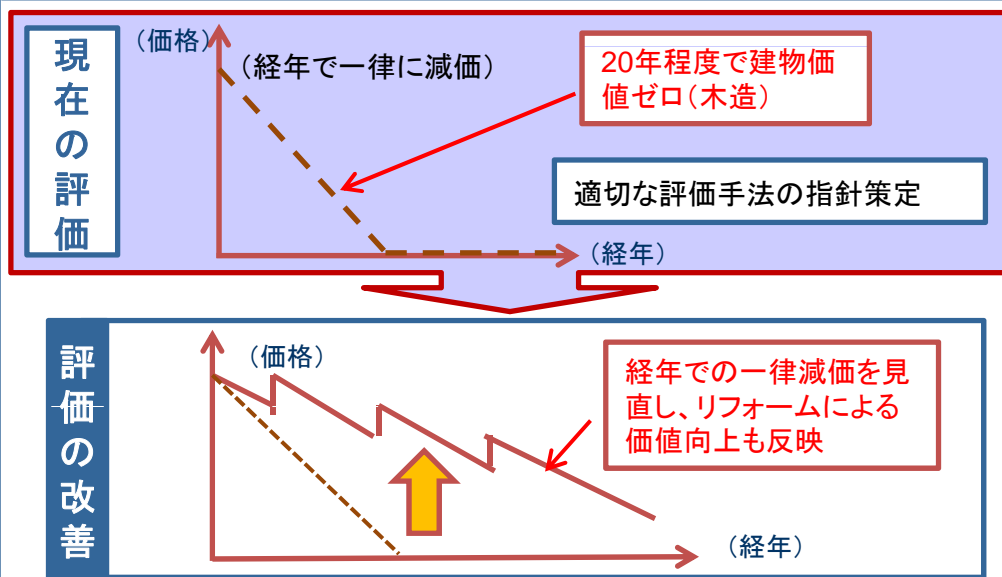 現在の評価
（価格）
（経年で一律に減価）
20年程度で建物価
値ゼロ（木造）
適切な評価手法の指針策定
（経年）
評価の改善
（価格）
経年での一律減価を見
直し、リフォームによる
価値向上も反映
（経年）